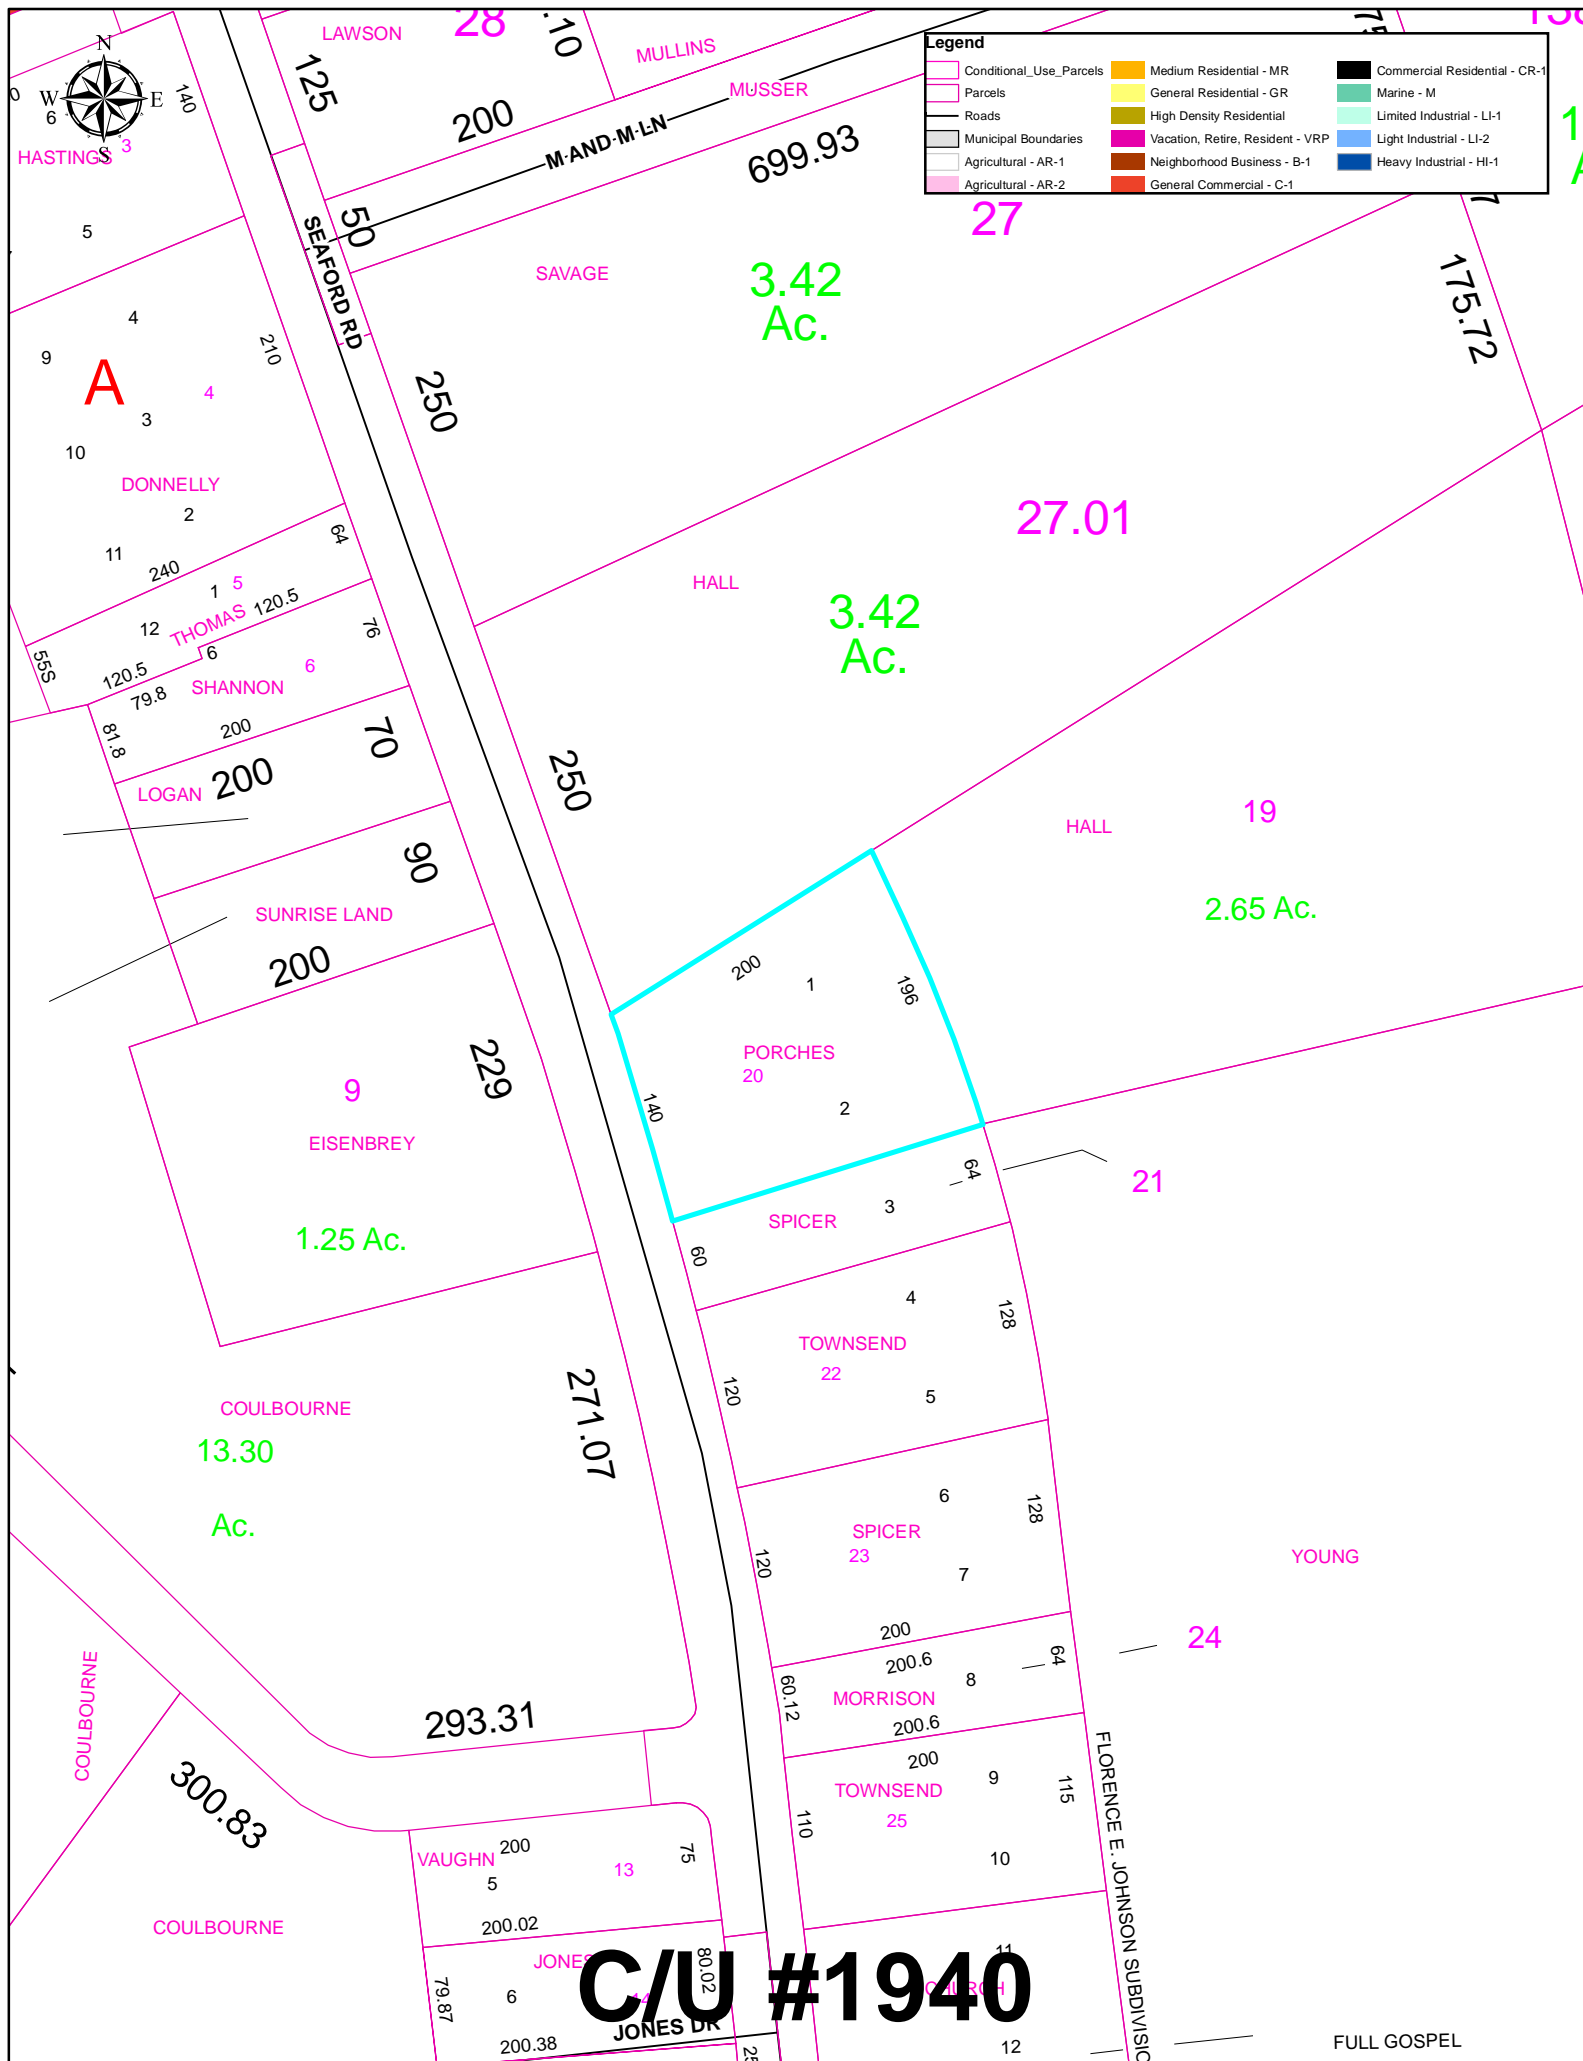 LAWSON
28
.10
MULLINS
125
200
MUSSER
M AND M LN
699.93
N
W
E
S
6
140
HASTINGS
3
5
50
SEAFORD RD
Legend
Conditional_Use_Parcels
Parcels
Roads
Municipal Boundaries
Agricultural - AR-1
Agricultural - AR-2
Medium Residential - MR
General Residential - GR
High Density Residential
Vacation, Retire, Resident - VRP
Neighborhood Business - B-1
General Commercial - C-1
Commercial Residential - CR-1
Marine - M
Limited Industrial - LI-1
Light Industrial - LI-2
Heavy Industrial - HI-1
27
SAVAGE
3.42
Ac.
175.72
4
9
A
4
3
10
DONNELLY
2
11
210
250
240
64
1
5
12
THOMAS
120.5
55S
120.5
6
79.8
SHANNON
6
76
81.8
200
LOGAN
200
70
27.01
HALL
3.42
Ac.
250
90
SUNRISE LAND
200
HALL
19
2.65 Ac.
200
1
196
PORCHES
20
140
2
229
9
EISENBREY
1.25 Ac.
64
21
SPICER
3
60
4
128
TOWNSEND
22
120
5
271.07
COULBOURNE
13.30
Ac.
6
128
SPICER
23
120
7
YOUNG
200
200.6
64
24
8
MORRISON
60.12
200.6
COULBOURNE
293.31
300.83
200
TOWNSEND
9
115
25
110
10
FLORENCE E. JOHNSON SUBDIVISIO
VAUGHN
200
5
13
75
COULBOURNE
200.02
JONES
80.02
79.87
6
14
C/U #1940
11
CHURCH
JONES DR
200.38
25
12
FULL GOSPEL